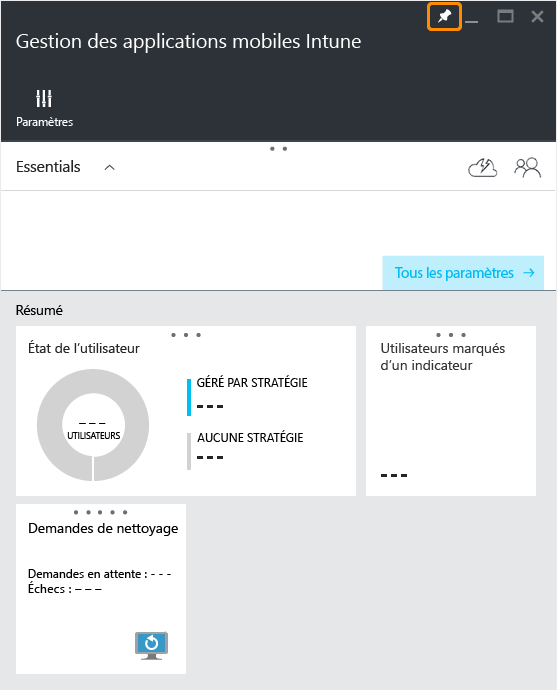 Gestion des applications mobiles Intune
Paramètres
Essentials
Tous les paramètres →
Résumé
État de l'utilisateur
- - -
UTILISATEURS
GÉRÉ PAR STRATÉGIE
- - -
AUCUNE STRATÉGIE
- - -
Utilisateurs marqués
d'un indicateur
- - -
Demandes de nettoyage
Demandes en attente : - - -
Échecs : – – –